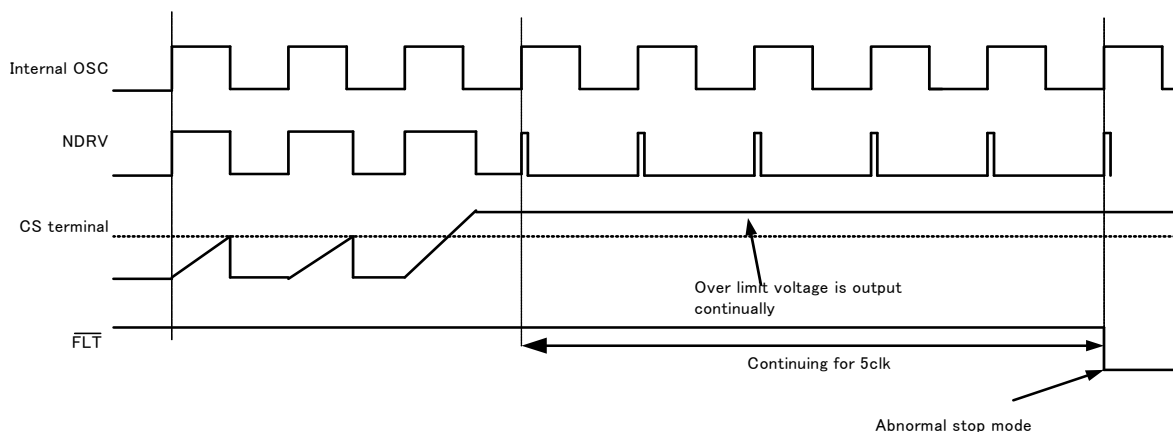 Internal OSC
NDRV
CS terminal
Over limit voltage is output
continually
FLT
Continuing for 5clk
Abnormal stop mode